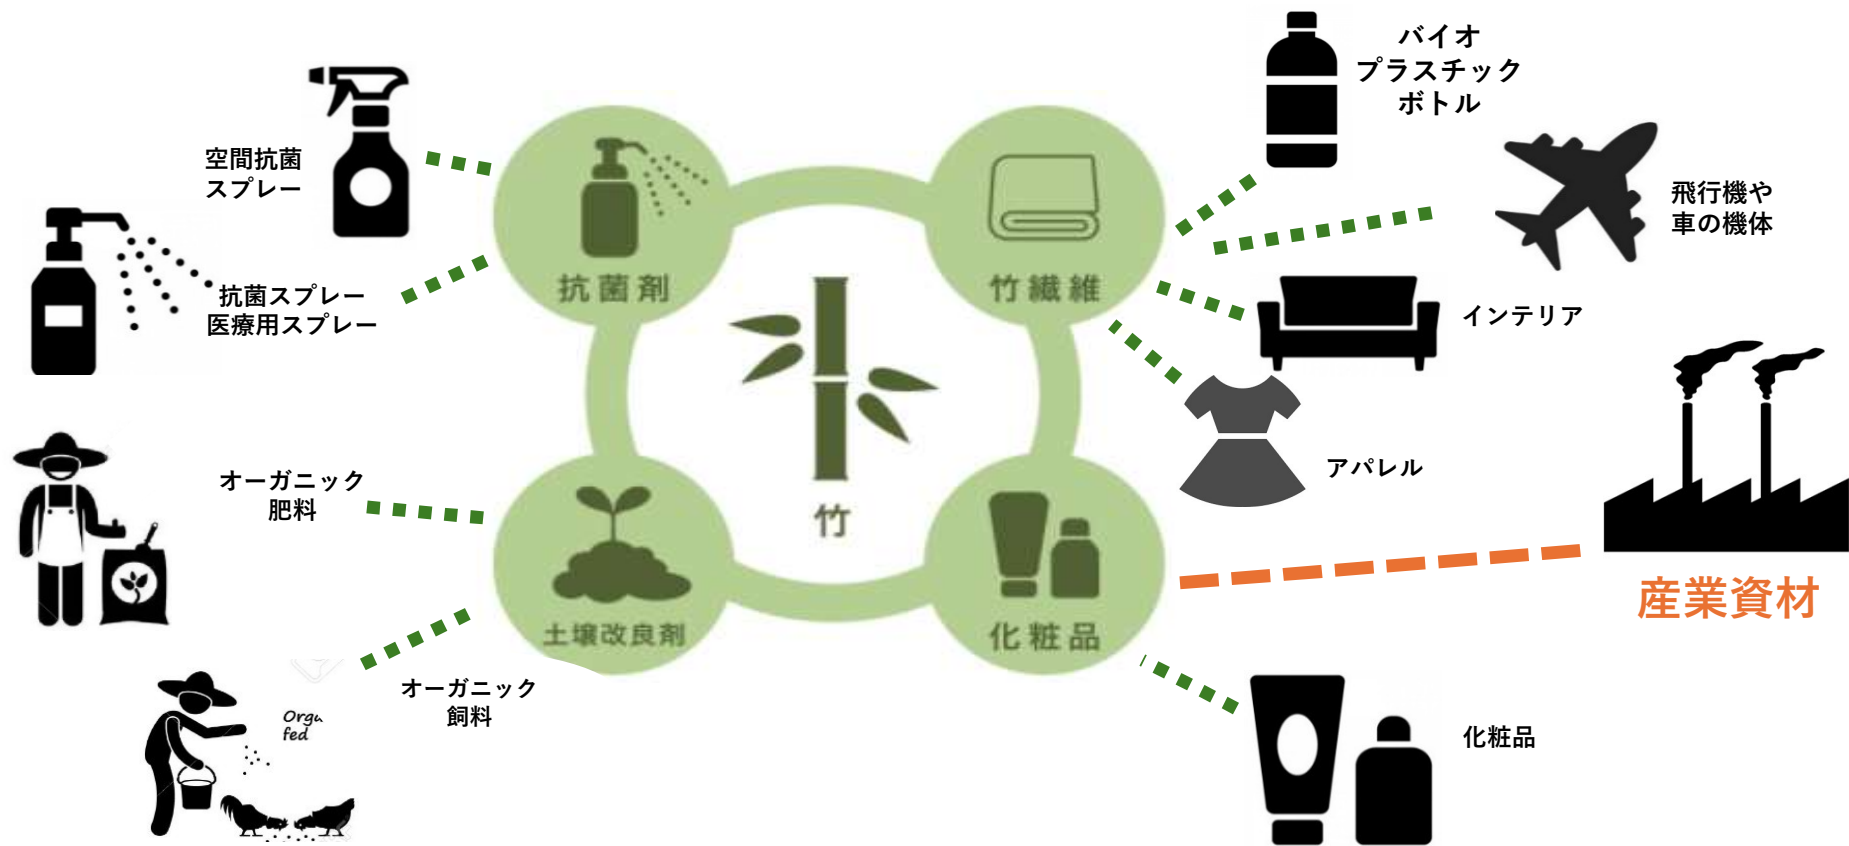 空間抗菌
スプレー
抗菌スプレー
医療用スプレー
オーガニック
肥料
オーガニック
飼料
fed
抗菌剤
竹繊維
竹
土壌改良剤
化粧品
バイオ
プラスチック
ボトル
飛行機や
車の機体
インテリア
アパレル
産業資材
化粧品